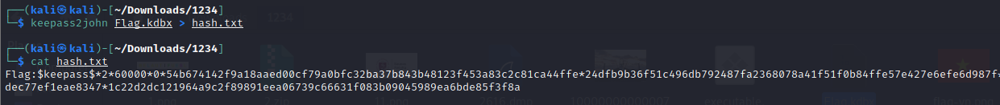 ┌──(kali㉿kali)-[~/Downloads/1234]
└─$ keepass2john Flag.kdbx > hash.txt
┌──(kali㉿kali)-[~/Downloads/1234]
└─$ cat hash.txt
Flag:$keepass$*2*60000*0*54b674142f9a18aaed00cf79a0bfc32ba37b843b48123f453a83c2c81ca44ffe*24dfb9b36f51c496db792487fa2368078a41f51f0b84ffe57e427e6efe6d987f*
dec77ef1eae8347*1c22d2dc121964a9c2f89891eea06739c66631f083b09045989ea6bde85f3f8a